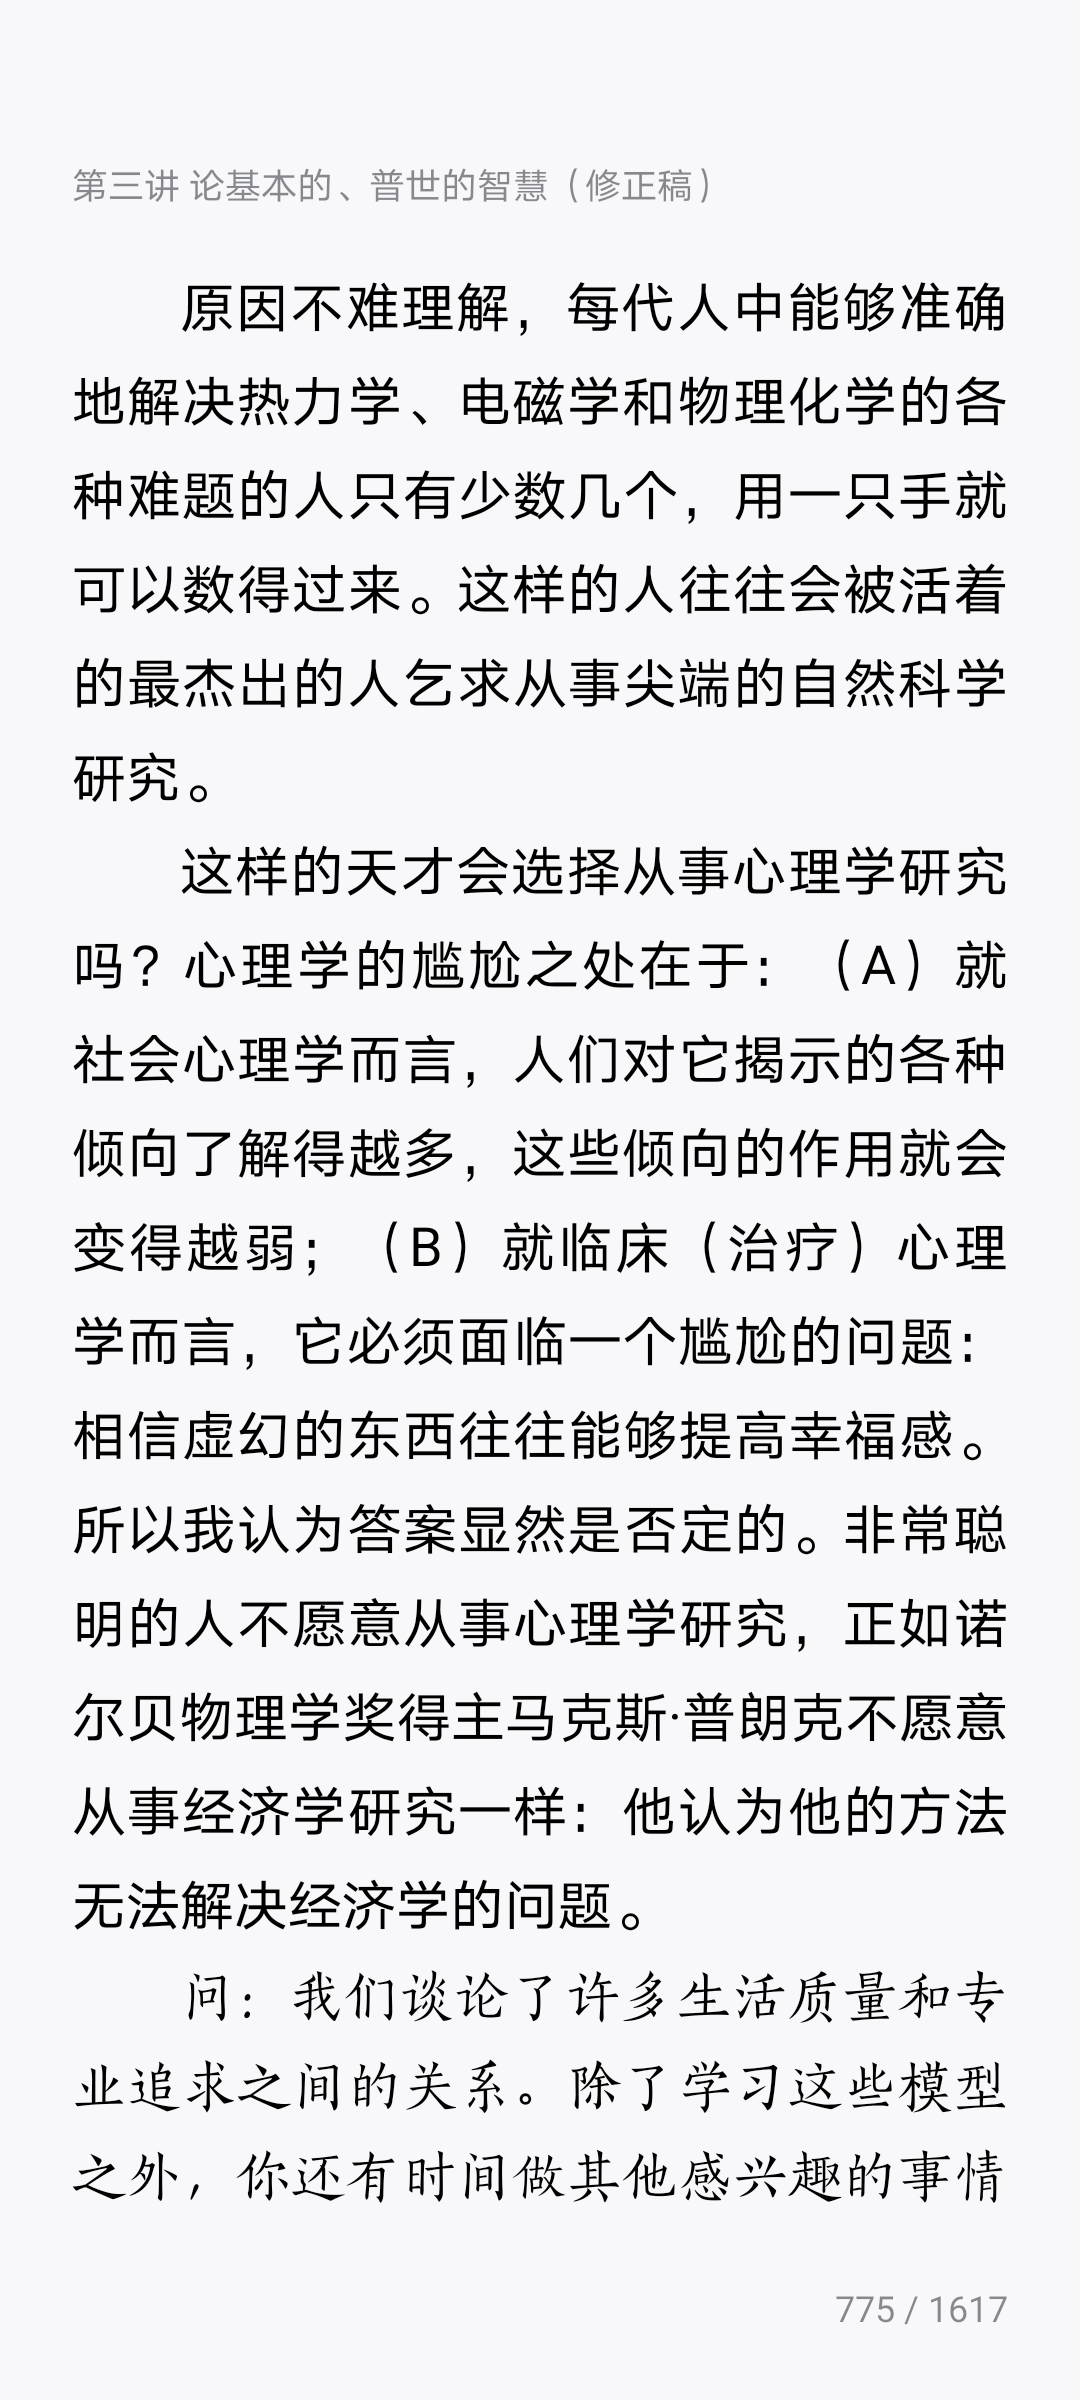 第三讲 论基本的、普世的智慧（修正稿）
原因不难理解，每代人中能够准确
地解决热力学、电磁学和物理化学的各
种难题的人只有少数几个，用一只手就
可以数得过来。这样的人往往会被活着
的最杰出的人乞求从事尖端的自然科学
研究。
这样的天才会选择从事心理学研究
吗？心理学的尴尬之处在于：（A）就
社会心理学而言，人们对它揭示的各种
倾向了解得越多，这些倾向的作用就会
变得越弱；（B）就临床（治疗）心理
学而言，它必须面临一个尴尬的问题：
相信虚幻的东西往往能够提高幸福感。
所以我认为答案显然是否定的。非常聪
明的人不愿意从事心理学研究，正如诺
尔贝物理学奖得主马克斯·普朗克不愿意
从事经济学研究一样：他认为他的方法
无法解决经济学的问题。
问：我们谈论了许多生活质量和专
业追求之间的关系。除了学习这些模型
之外，你还有时间做其他感兴趣的事情
775 / 1617